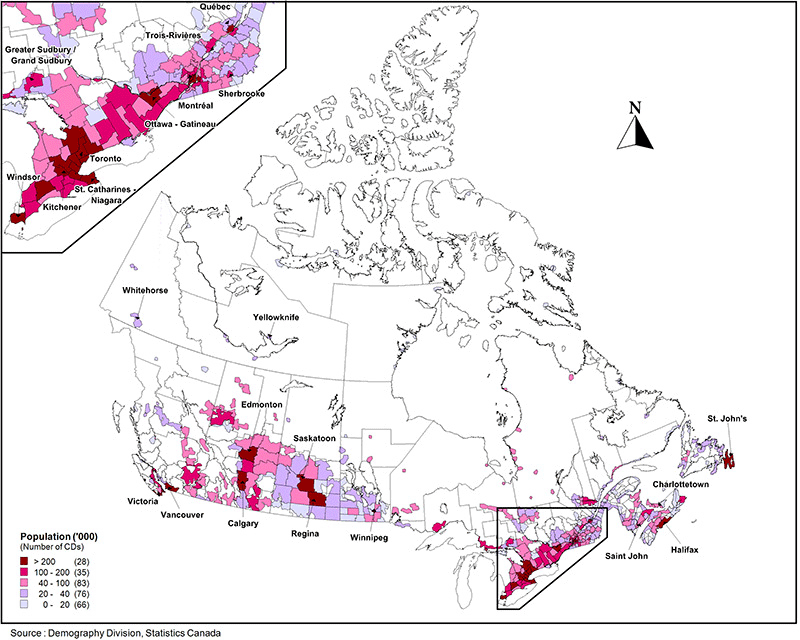 Québec
Trois-Rivières
Greater Sudbury /
Grand Sudbury
Sherbrooke
Montréal
Ottawa - Gatineau
Toronto
Windsor
St. Catharines -
Niagara
Kitchener
N
Whitehorse
Yellowknife
Edmonton
Saskatoon
St. John's
Charlottetown
Victoria
Vancouver
Calgary
Regina
Winnipeg
Saint John
Halifax
Population ('000)
(Number of CDs)
> 200 (28)
100 - 200 (35)
40 - 100 (83)
20 - 40 (76)
0 - 20 (66)
Source : Demography Division, Statistics Canada